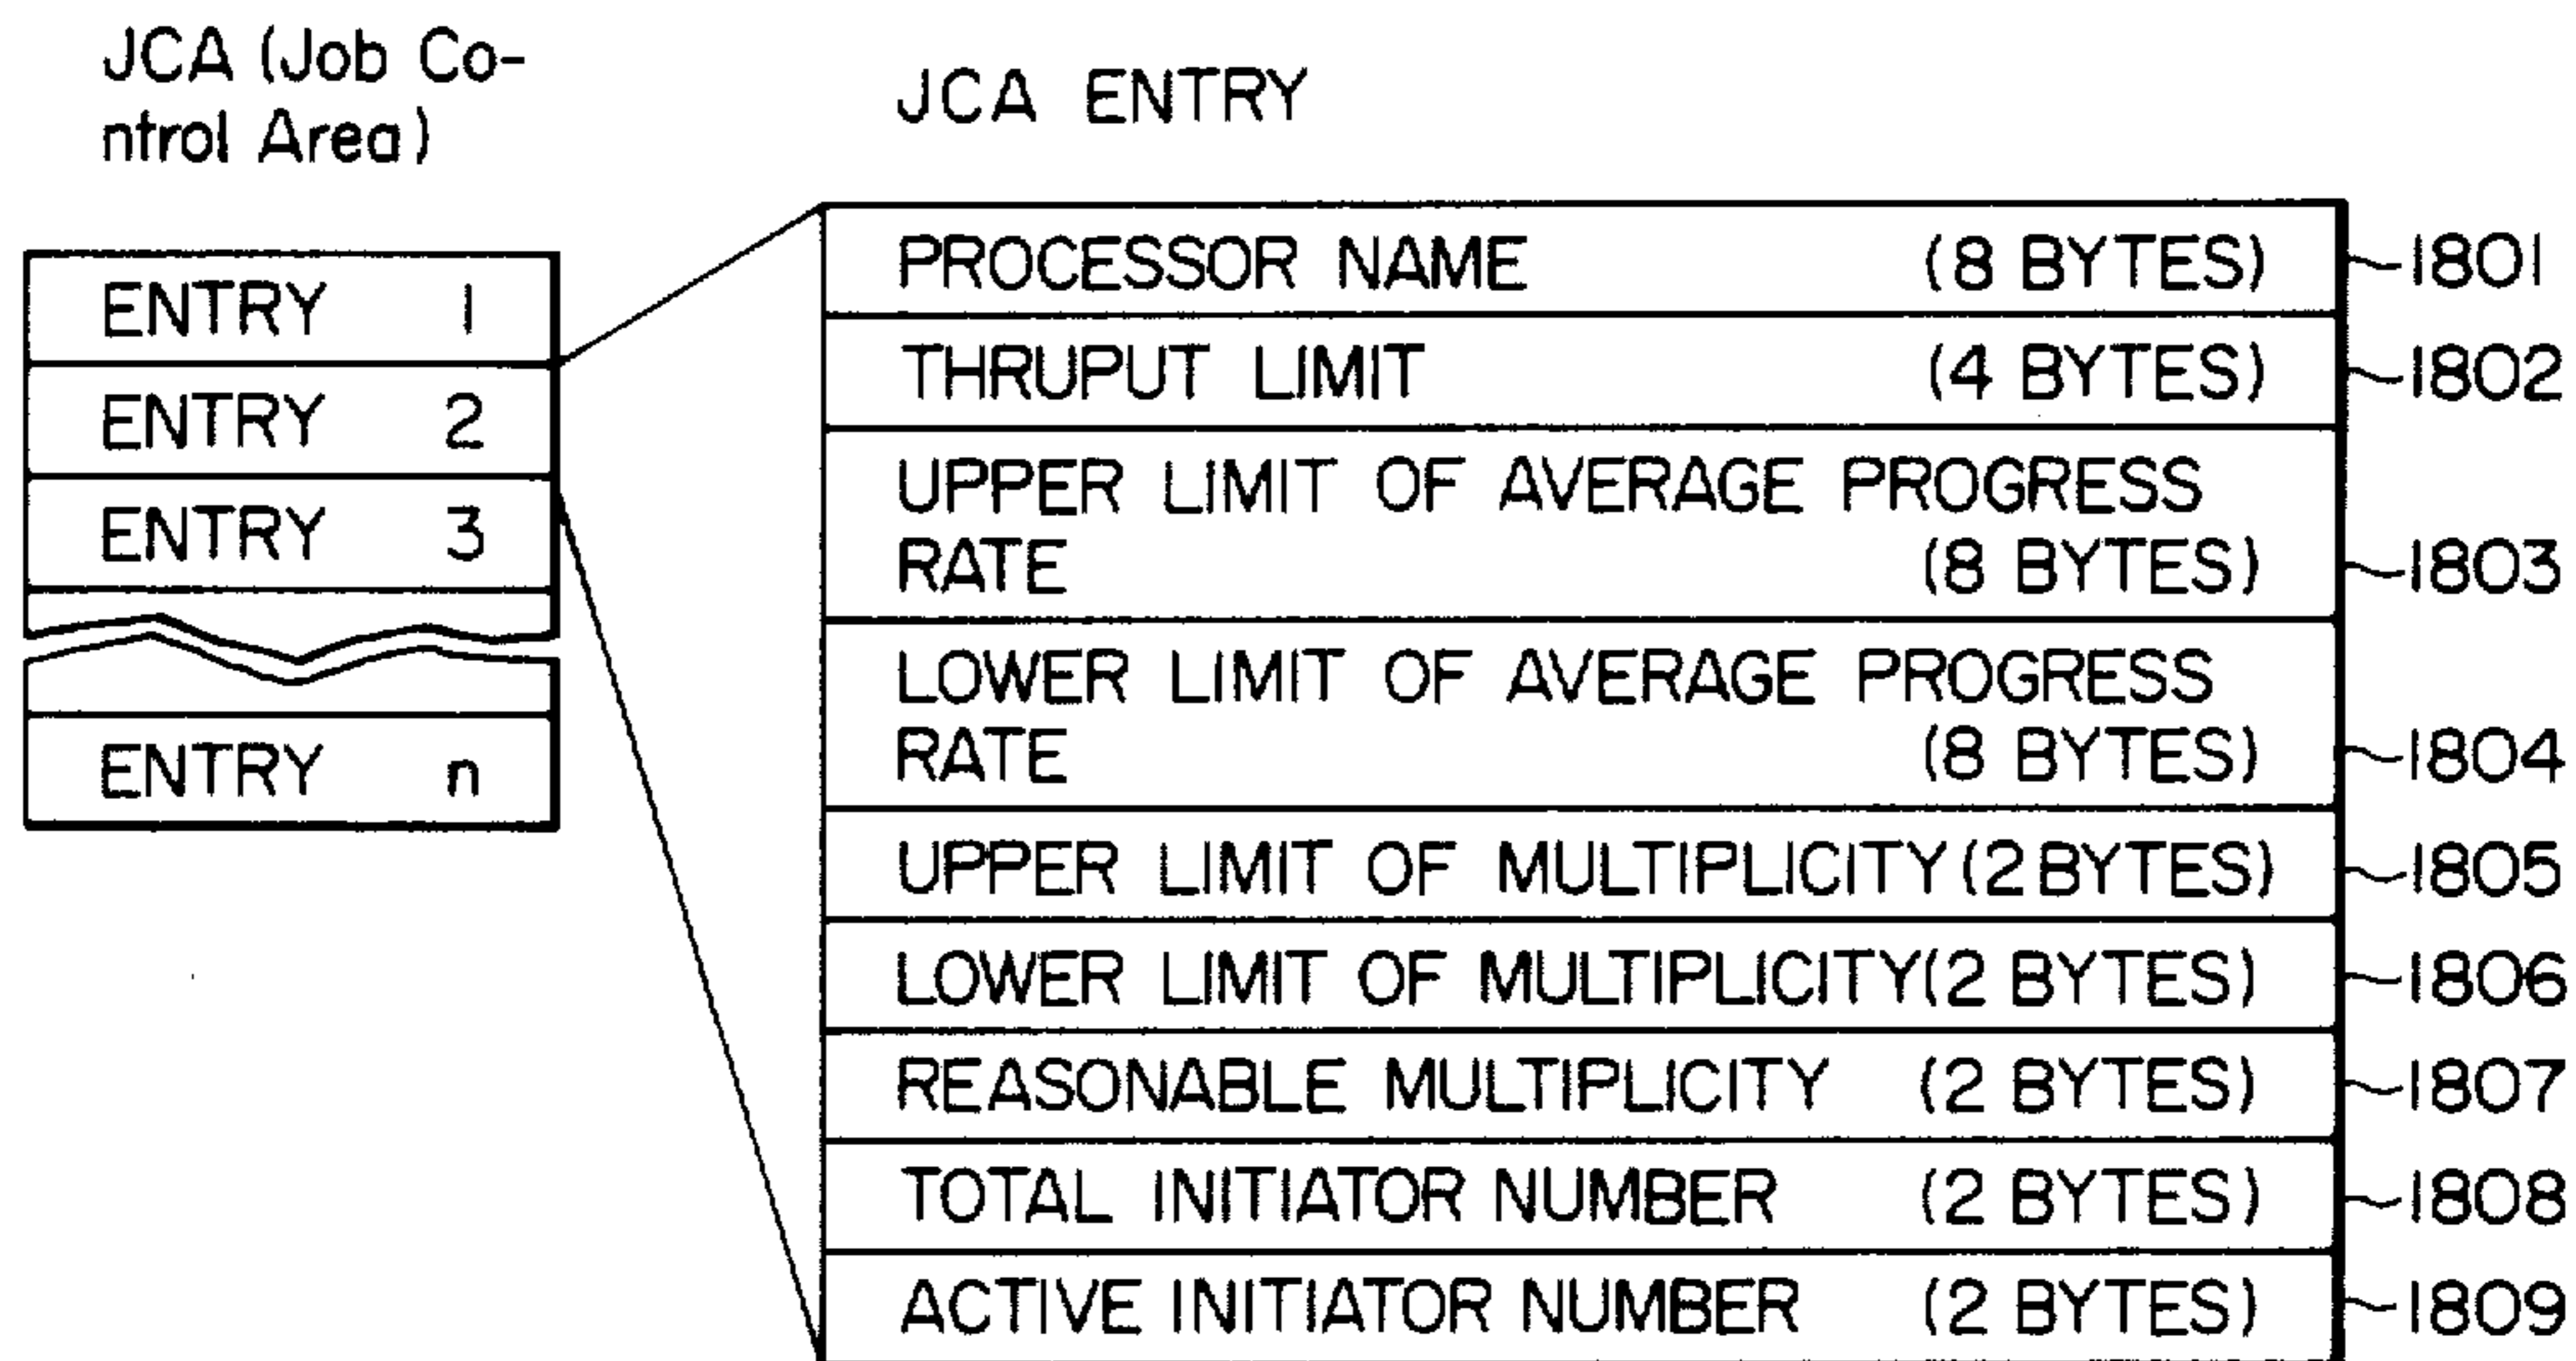 JCA (Job Co-
ntrol Area)
ENTRY 1
ENTRY 2
ENTRY 3
ENTRY n
JCA ENTRY
PROCESSOR NAME (8 BYTES) 1801
THRUPUT LIMIT (4 BYTES) 1802
UPPER LIMIT OF AVERAGE PROGRESS
RATE (8 BYTES) 1803
LOWER LIMIT OF AVERAGE PROGRESS
RATE (8 BYTES) 1804
UPPER LIMIT OF MULTIPLICITY (2 BYTES) 1805
LOWER LIMIT OF MULTIPLICITY (2 BYTES) 1806
REASONABLE MULTIPLICITY (2 BYTES) 1807
TOTAL INITIATOR NUMBER (2 BYTES) 1808
ACTIVE INITIATOR NUMBER (2 BYTES) 1809